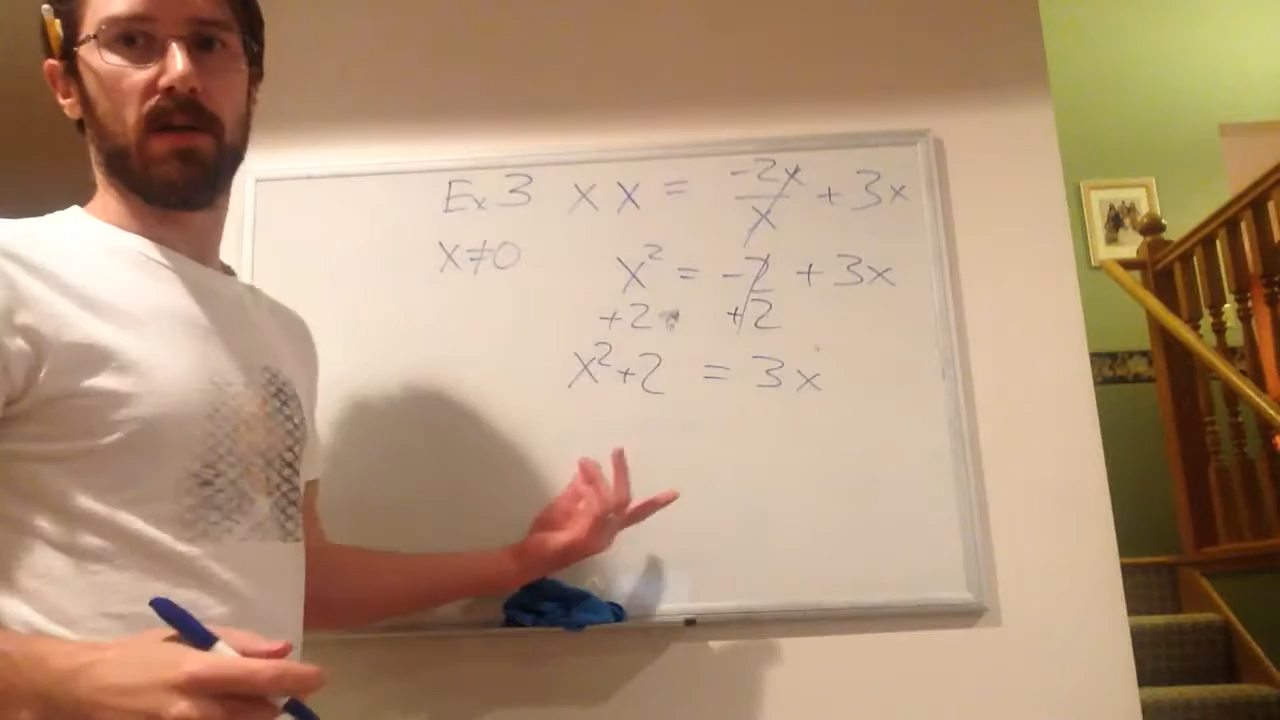 Ex 3 x x = -2x/x + 3x
x≠0
x² = -2 + 3x
+2 +2
x²+2 = 3x